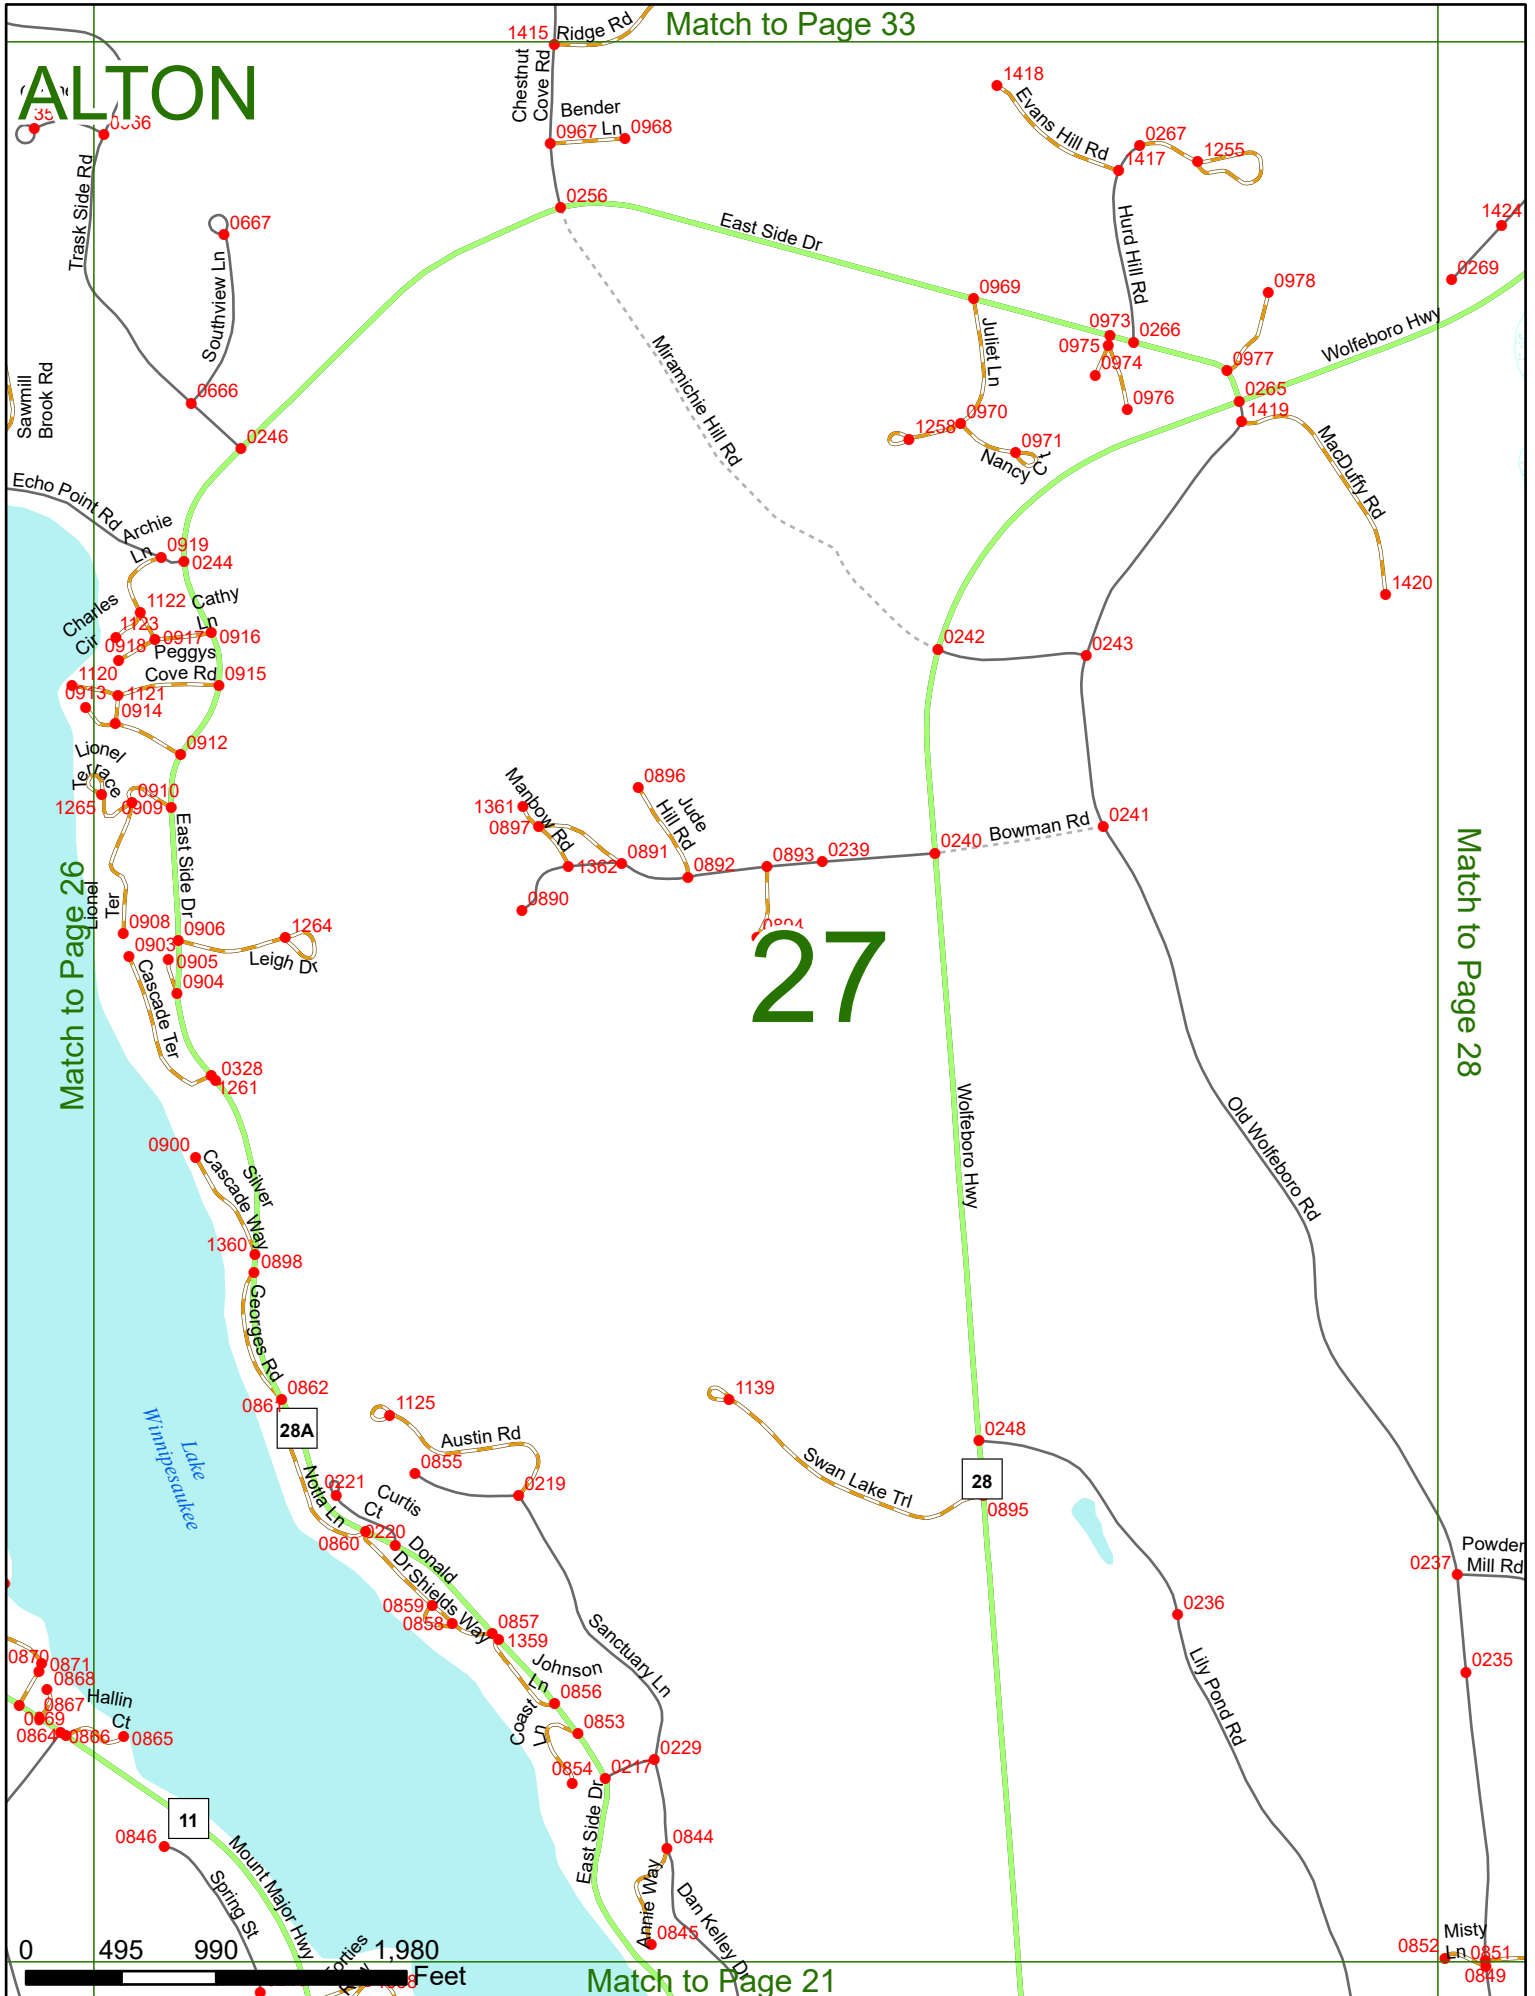 Match to Page 33
ALTON
1415
Ridge Rd
Chestnut
Cove Rd
Bender
Ln
0967
0968
1418
Evans Hill Rd
0267
1417
1255
Trask Side Rd
0667
Southview Ln
0256
East Side Dr
Hurd Hill Rd
1424
0269
0969
0978
0973
0266
0975
0974
0976
0977
Wolfeboro Hwy
Juliet Ln
Miramichie Hill Rd
Sawmill
Brook Rd
0666
0246
0265
1419
0970
1258
0971
Nancy
Ct
MacDuffy Rd
Echo Point Rd
Archie
Ln
0919
0244
1420
Charles
Cir
1122
1123
Cathy
Ln
0918
0917
0916
Peggys
Cove Rd
0242
0243
1120
0913
1121
0915
0914
0912
Lionel
Terrace
1265
0910
0909
East Side Dr
Manbow Rd
1361
0897
0896
Jude
Hill Rd
1362
0891
0892
0893
0239
0240
Bowman Rd
0241
0890
0894
27
Match to Page 26
Match to Page 28
Lionel
Ter
0908
0903
0906
1264
0905
Leigh Dr
0904
Cascade Ter
0328
1261
Wolfeboro Hwy
Old Wolfeboro Rd
0900
Silver
Cascade Way
1360
0898
Georges Rd
0862
0861
28A
1125
1139
Austin Rd
0855
0219
0248
Swan Lake Trl
28
0895
Lake
Winnipesaukee
Notla Ln
0221
Curtis
Ct
0220
0860
Donald
Dr
Shields Way
0859
0858
0857
1359
Sanctuary Ln
0237
Powder
Mill Rd
0236
0235
Lily Pond Rd
0870
0871
0868
0867
0869
Hallin
Ct
0864
0866
0865
Johnson
Ln
0856
Coast
Ln
0853
0854
0217
0229
11
0846
Mount Major Hwy
Spring St
East Side Dr
0844
Annie Way
0845
Dan Kelley Dr
Misty
Ln
0852
0851
0849
0
495
990
1,980
Feet
Match to Page 21